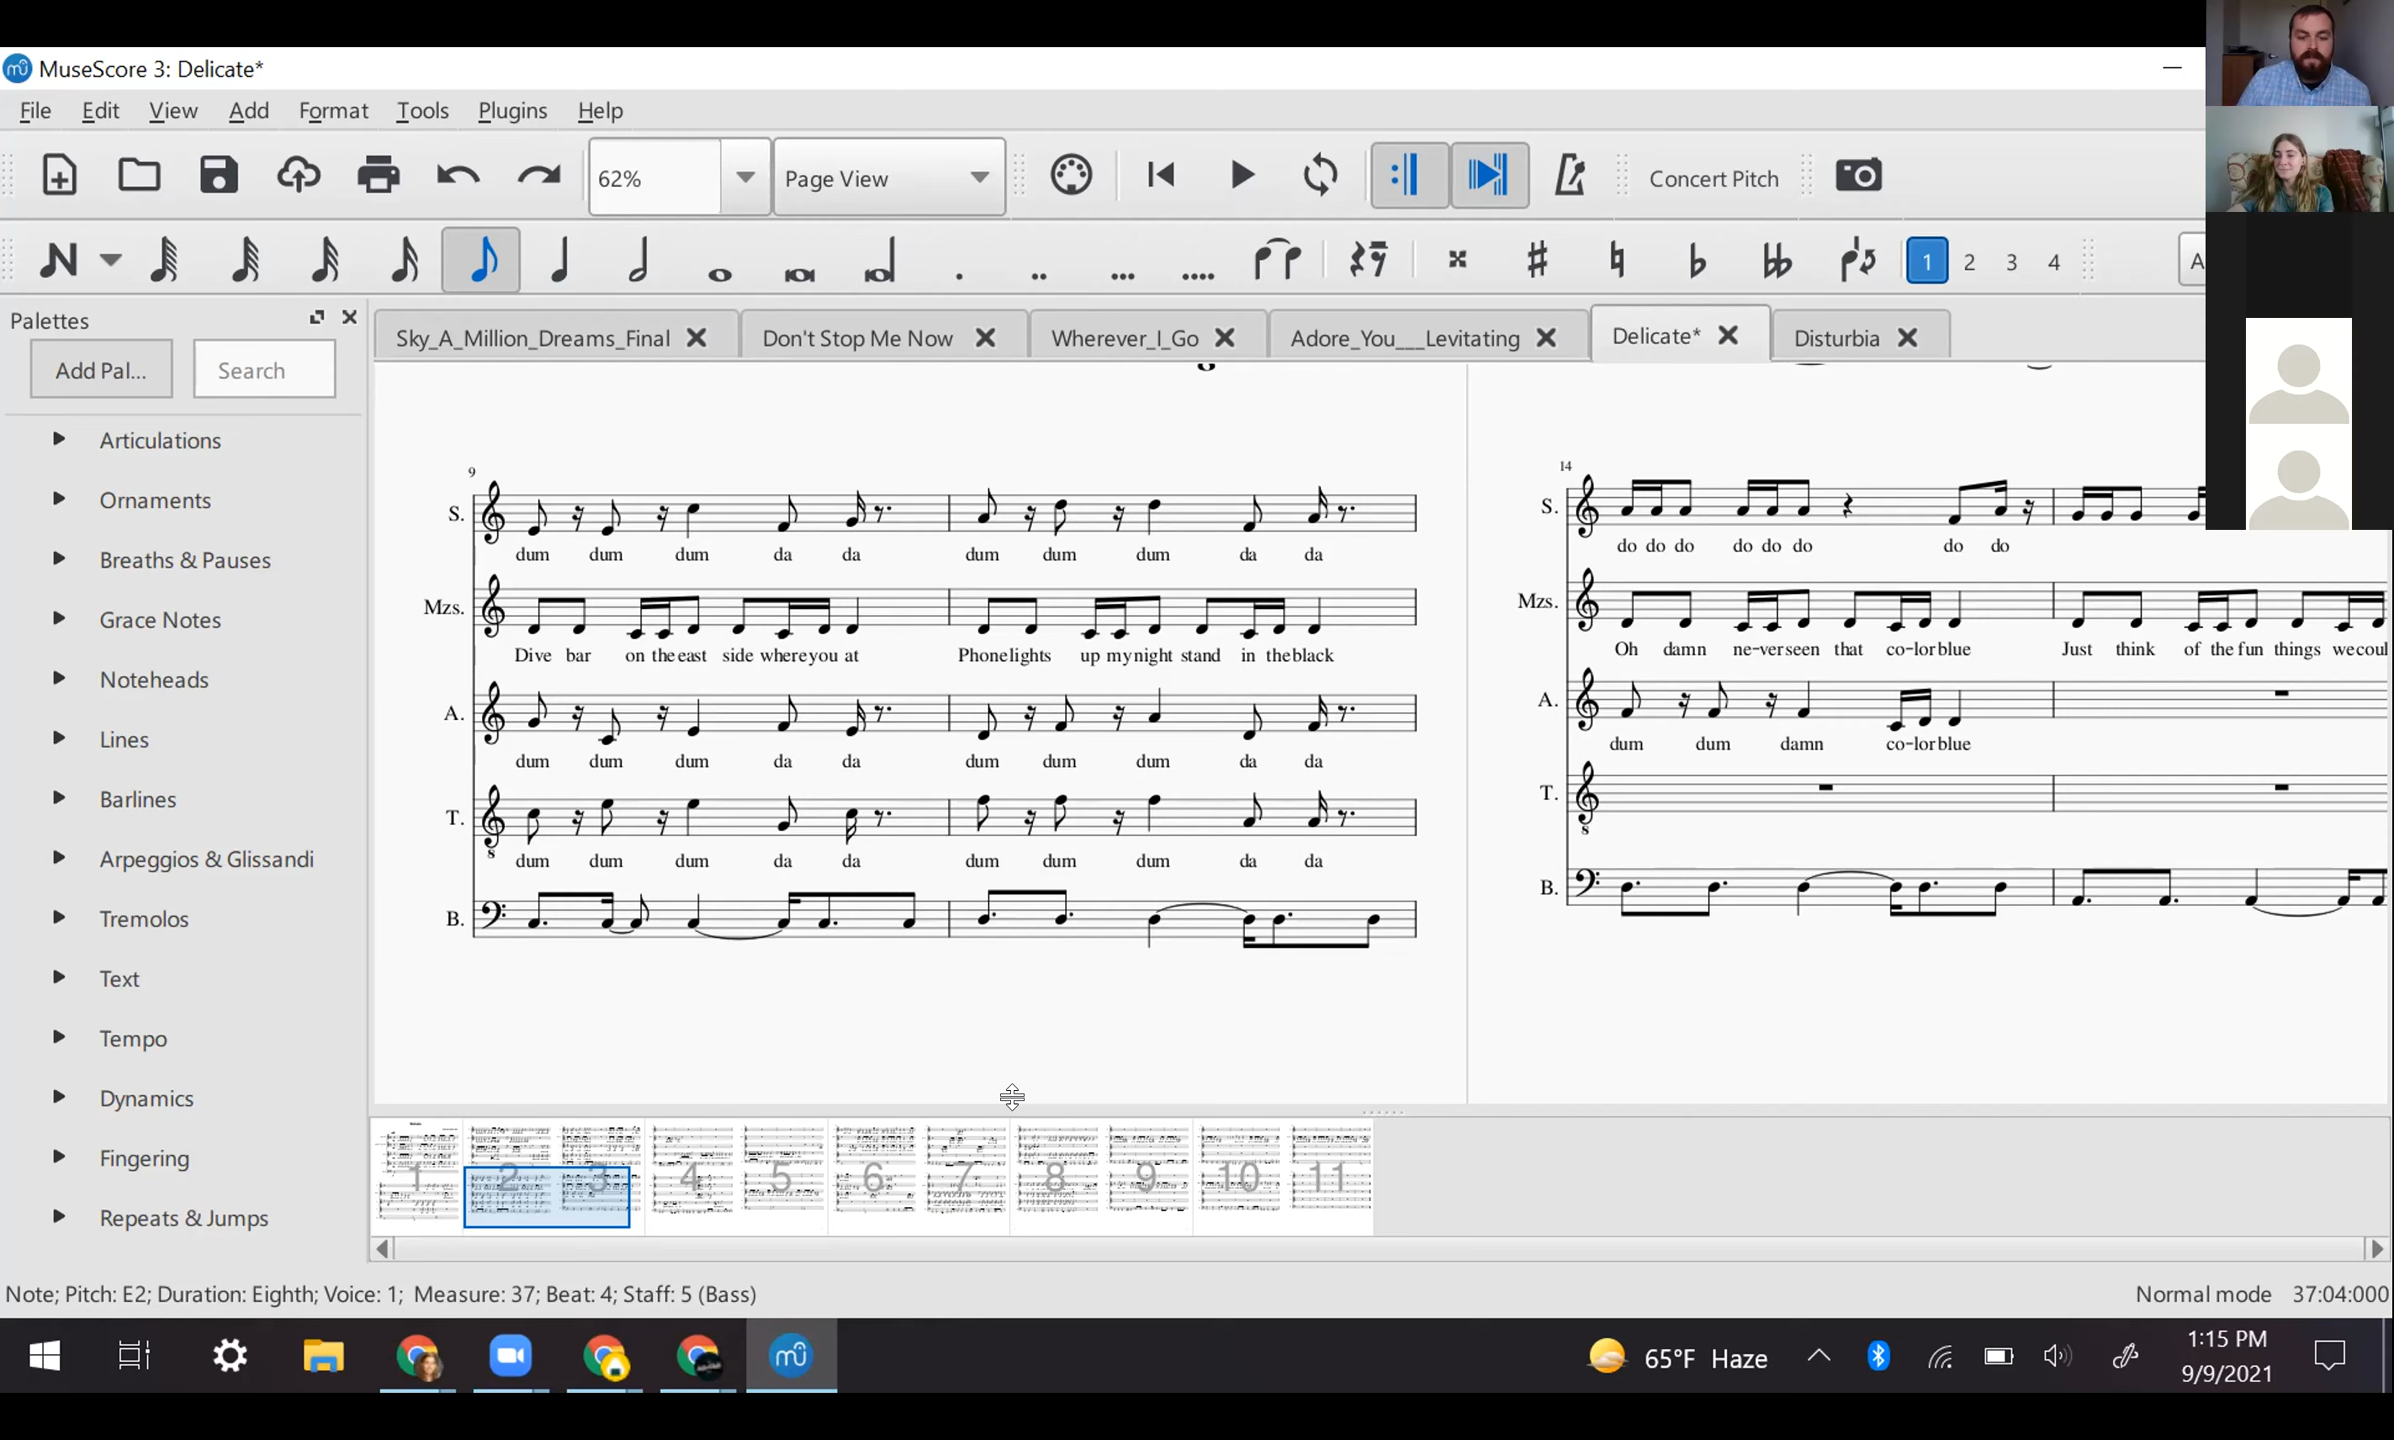 MuseScore 3: Delicate*
File Edit View Add Format Tools Plugins Help
62% Page View Concert Pitch
1 2 3 4 A
Palettes
Add Pal... Search
Sky_A_Million_Dreams_Final Don't Stop Me Now Wherever_I_Go Adore_You___Levitating Delicate* Disturbia
Articulations
Ornaments
Breaths & Pauses
Grace Notes
Noteheads
Lines
Barlines
Arpeggios & Glissandi
Tremolos
Text
Tempo
Dynamics
Fingering
Repeats & Jumps
9
S.
dum dum dum da da dum dum dum da da
Mzs.
Dive bar on the east side where you at Phone lights up my night stand in the black
A.
dum dum dum da da dum dum dum da da
T.
8
dum dum dum da da dum dum dum da da
B.
14
S.
do do do do do do do do
Mzs.
Oh damn ne-ver seen that co-lor blue Just think of the fun things we coul
A.
dum dum damn co-lor blue
T.
8
B.
1 2 3 4 5 6 7 8 9 10 11
Note; Pitch: E2; Duration: Eighth; Voice: 1; Measure: 37; Beat: 4; Staff: 5 (Bass) Normal mode 37:04:000
65°F Haze
1:15 PM
9/9/2021